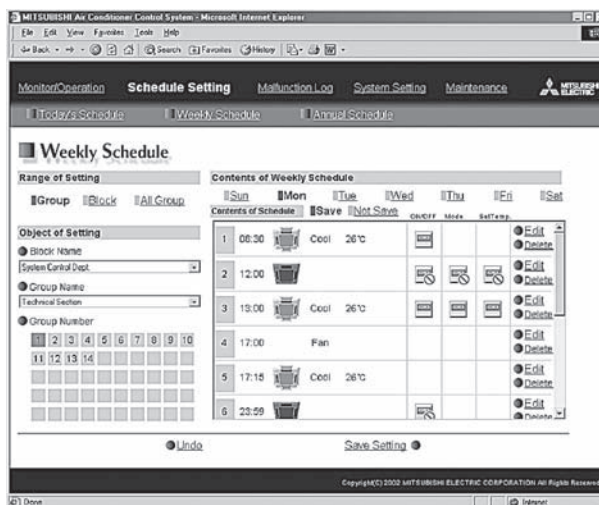 MITSUBISHI Air Conditioner Control System - Microsoft Internet Explorer
File Edit View Favorites Tools Help
Back Search Favorites History
Monitor/Operation Schedule Setting Malfunction Log System Setting Maintenance MITSUBISHI ELECTRIC
Today's Schedule Weekly Schedule Annual Schedule
Weekly Schedule
Range of Setting
Group Block All Group
Object of Setting
Block Name
System Control Dept.
Group Name
Technical Section
Group Number
1 2 3 4 5 6 7 8 9 10
11 12 13 14
Contents of Weekly Schedule
Sun Mon Tue Wed Thu Fri Sat
Contents of Schedule Save Not Save ON/OFF Mode SetTemp.
1 08:30 Cool 26℃ Edit Delete
2 12:00 Edit Delete
3 13:00 Cool 26℃ Edit Delete
4 17:00 Fan Edit Delete
5 17:15 Cool 26℃ Edit Delete
6 23:59 Edit Delete
Undo Save Setting
Copyright(C) 2002 MITSUBISHI ELECTRIC CORPORATION All Rights Reserved
Done Internet